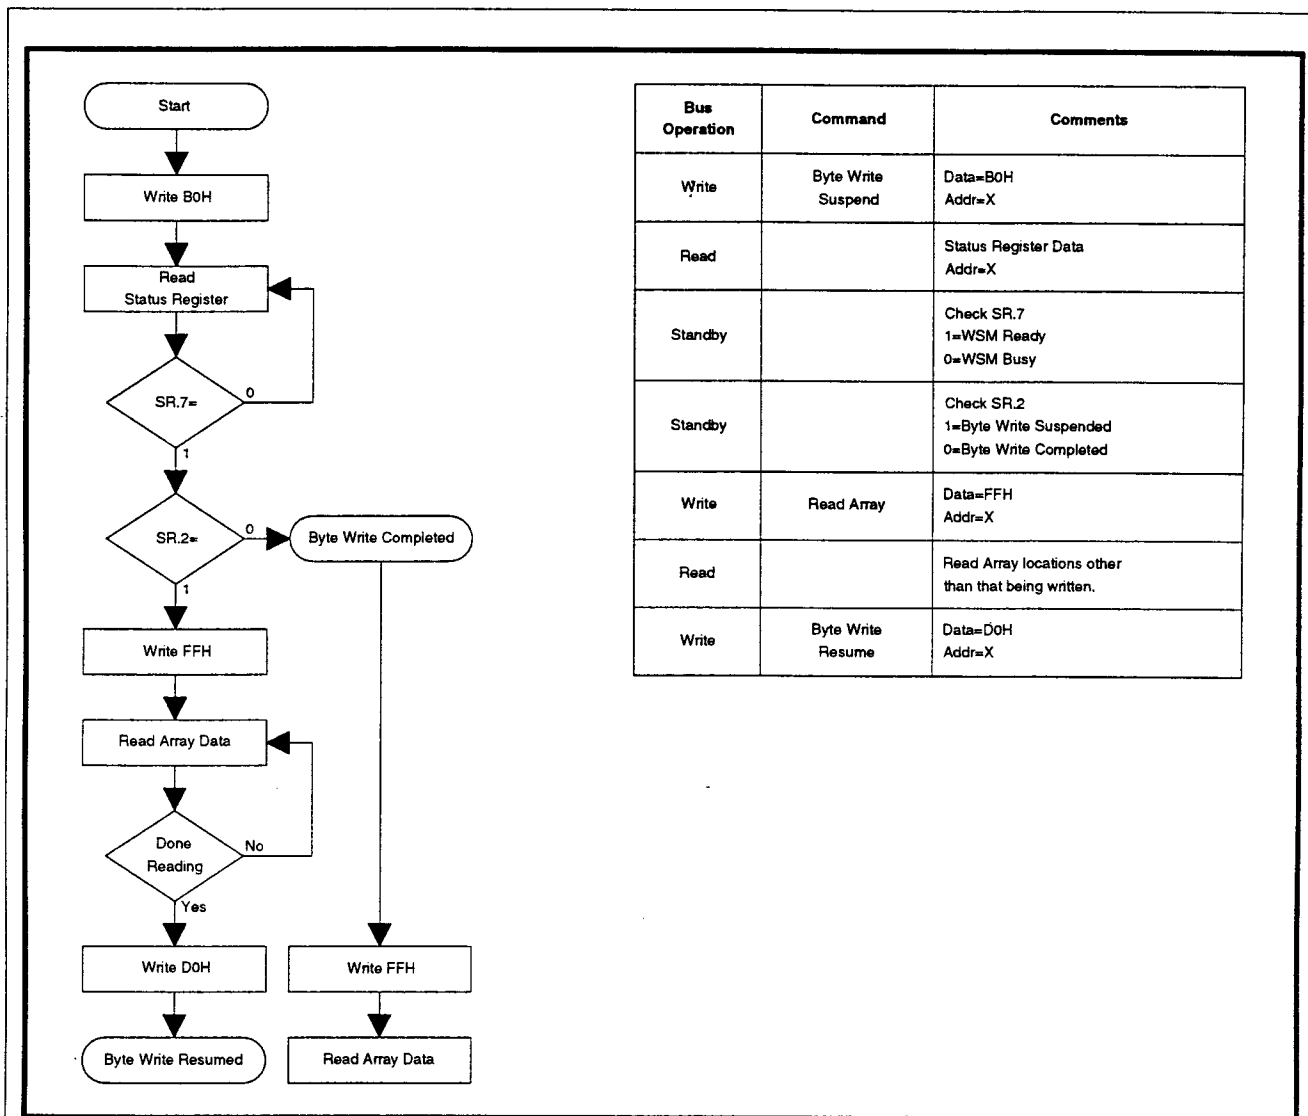 Start
Write B0H
Read
Status Register
SR.7=
0
1
SR.2=
0
Byte Write Completed
1
Write FFH
Read Array Data
Done
Reading
No
Yes
Write D0H
Write FFH
Byte Write Resumed
Read Array Data
Bus
Operation
Command
Comments
Write
Byte Write
Suspend
Data=B0H
Addr=X
Read
Status Register Data
Addr=X
Standby
Check SR.7
1=WSM Ready
0=WSM Busy
Standby
Check SR.2
1=Byte Write Suspended
0=Byte Write Completed
Write
Read Array
Data=FFH
Addr=X
Read
Read Array locations other
than that being written.
Write
Byte Write
Resume
Data=D0H
Addr=X